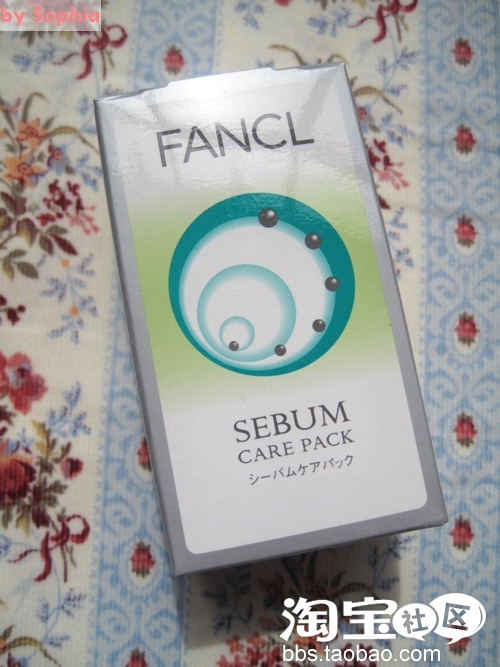 by Sophia
FANCL
SEBUM
CARE PACK
シーバムケアパック
淘宝社区
bbs.taobao.com